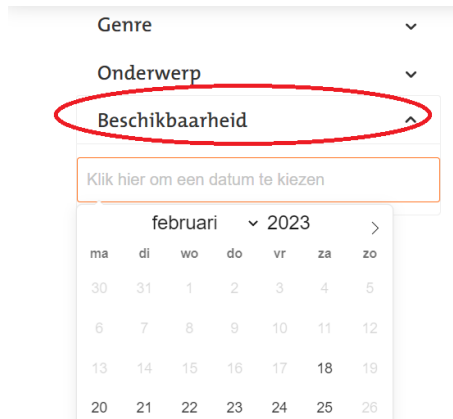 Genre
Onderwerp
Beschikbaarheid
Klik hier om een datum te kiezen
februari 2023
ma di wo do vr za zo
30 31 1 2 3 4 5
6 7 8 9 10 11 12
13 14 15 16 17 18 19
20 21 22 23 24 25 26